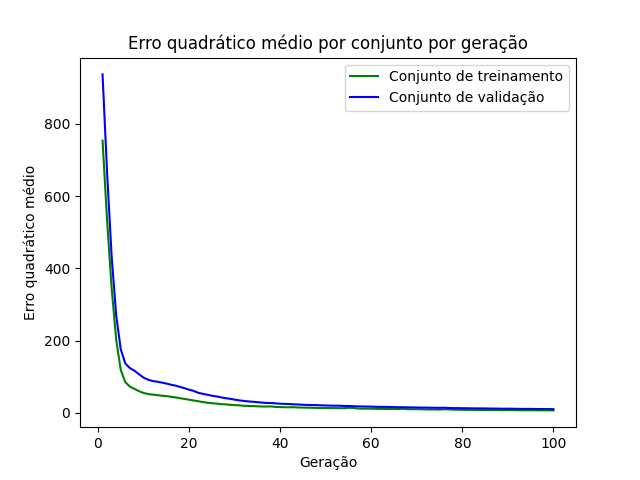 Erro quadrático médio por conjunto por geração
Conjunto de treinamento
Conjunto de validação
Erro quadrático médio
800
600
400
200
0
0 20 40 60 80 100
Geração